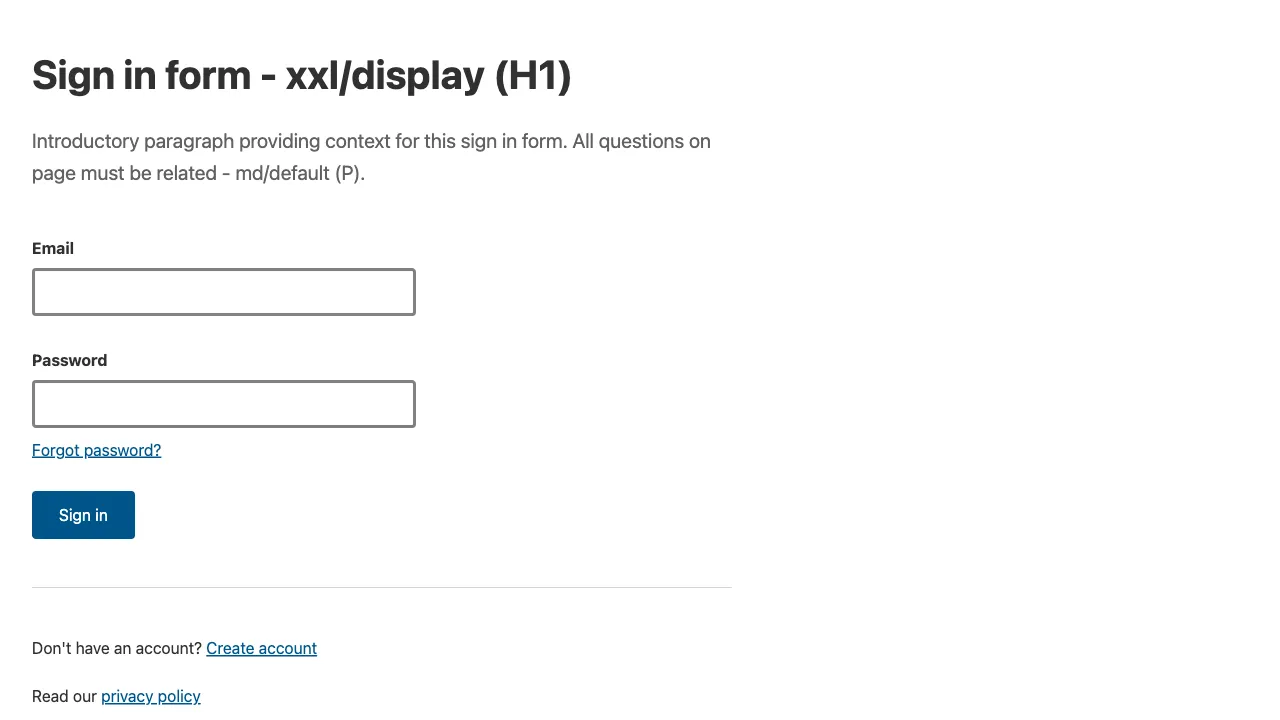 Sign in form - xxl/display (H1)
Introductory paragraph providing context for this sign in form. All questions on
page must be related - md/default (P).
Email
Password
Forgot password?
Sign in
Don't have an account? Create account
Read our privacy policy